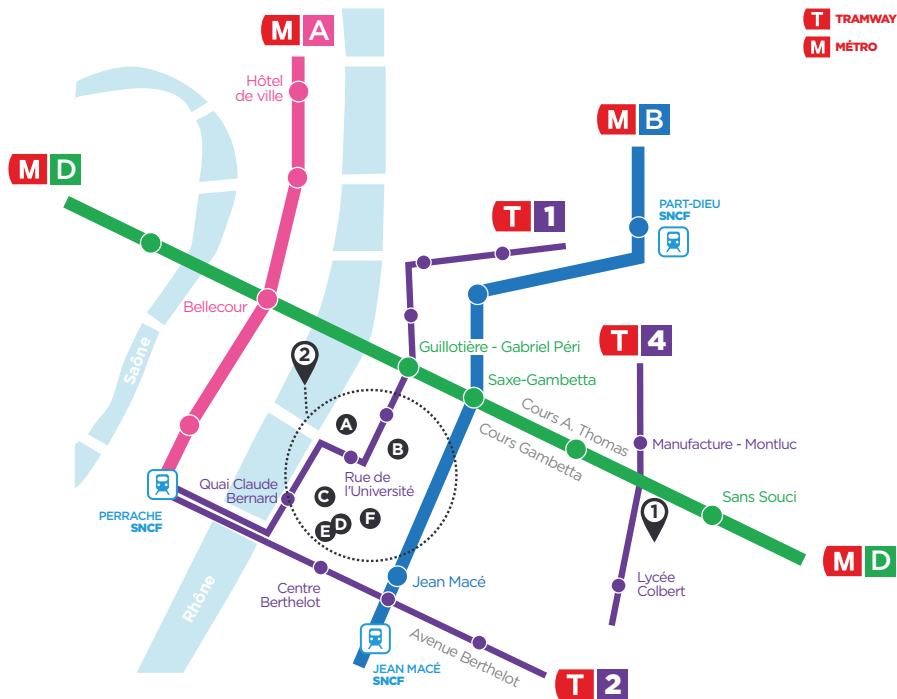 T TRAMWAY
M MÉTRO
M A
Hôtel
de ville
M B
M D
PART-DIEU
SNCF
T 1
Bellecour
Saône
T 4
Guillotière - Gabriel Péri
2
Saxe-Gambetta
Cours A. Thomas
Cours Gambetta
A
B
Manufacture - Montluc
Quai Claude
Bernard
Rue de
l'Université
C
D
E
F
Sans Souci
1
PERRACHE
SNCF
M D
Rhône
Centre
Berthelot
Jean Macé
Lycée
Colbert
Avenue Berthelot
JEAN MACÉ
SNCF
T 2